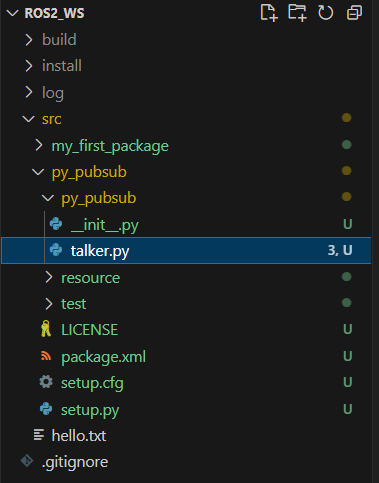 ROS2_WS
build
install
log
src
my_first_package
py_pubsub
py_pubsub
__init__.py U
talker.py 3, U
resource
test
LICENSE U
package.xml U
setup.cfg U
setup.py U
hello.txt
.gitignore